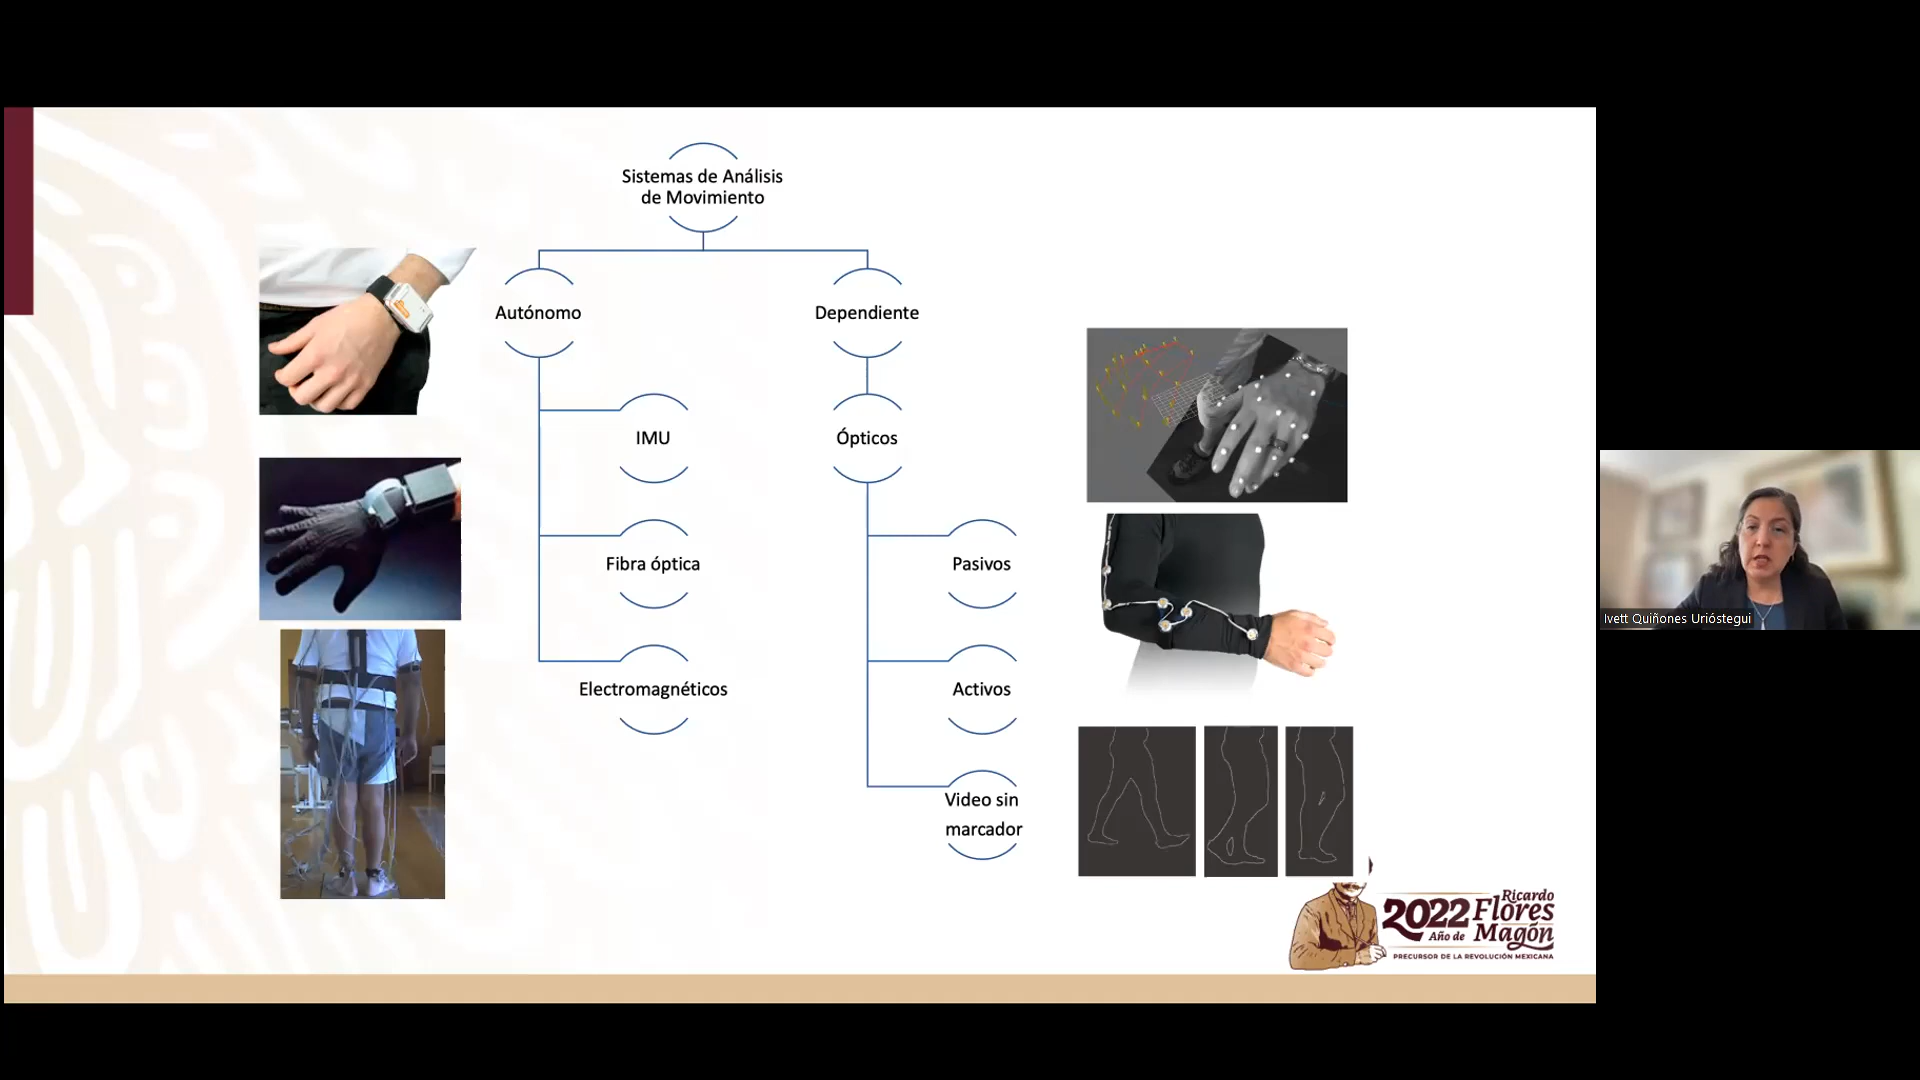 Sistemas de Análisis
de Movimiento
Autónomo
Dependiente
IMU
Ópticos
Fibra óptica
Pasivos
Electromagnéticos
Activos
Video sin
marcador
Ivett Quiñones Urióstegui
2022
Año de
Ricardo
Flores
Magón
PRECURSOR DE LA REVOLUCIÓN MEXICANA